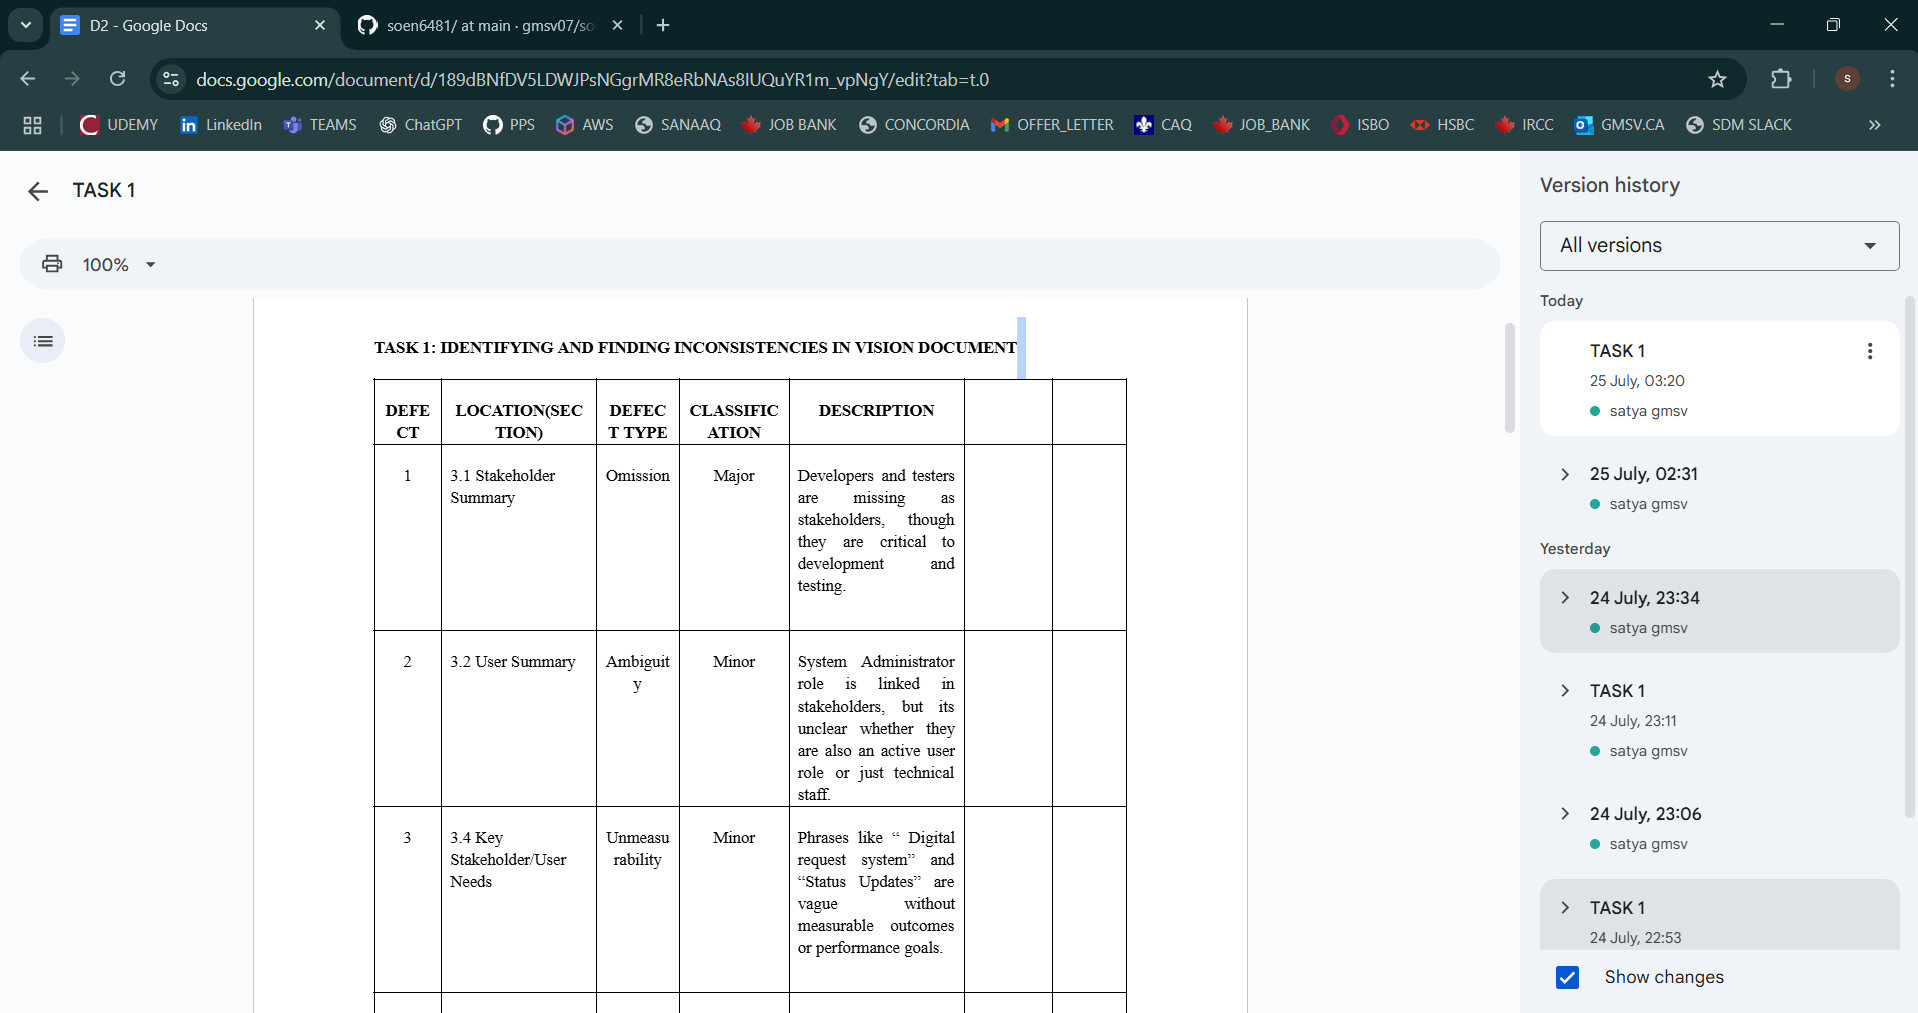 D2 - Google Docs
soen6481/ at main · gmsv07/so
docs.google.com/document/d/189dBNfDV5LDWJPsNGgrMR8eRbNAs8IUQuYR1m_vpNgY/edit?tab=t.0
S
UDEMY
LinkedIn
TEAMS
ChatGPT
PPS
AWS
SANAAQ
JOB BANK
CONCORDIA
OFFER_LETTER
CAQ
JOB_BANK
ISBO
HSBC
IRCC
GMSV.CA
SDM SLACK
TASK 1
100%
TASK 1: IDENTIFYING AND FINDING INCONSISTENCIES IN VISION DOCUMENT
DEFE
CT
LOCATION(SEC
TION)
DEFEC
T TYPE
CLASSIFIC
ATION
DESCRIPTION
1
3.1 Stakeholder
Summary
Omission
Major
Developers and testers
are missing as
stakeholders, though
they are critical to
development and
testing.
2
3.2 User Summary
Ambiguit
y
Minor
System Administrator
role is linked in
stakeholders, but its
unclear whether they
are also an active user
role or just technical
staff.
3
3.4 Key
Stakeholder/User
Needs
Unmeasu
rability
Minor
Phrases like “ Digital
request system” and
“Status Updates” are
vague without
measurable outcomes
or performance goals.
Version history
All versions
Today
TASK 1
25 July, 03:20
satya gmsv
25 July, 02:31
satya gmsv
Yesterday
24 July, 23:34
satya gmsv
TASK 1
24 July, 23:11
satya gmsv
24 July, 23:06
satya gmsv
TASK 1
24 July, 22:53
Show changes